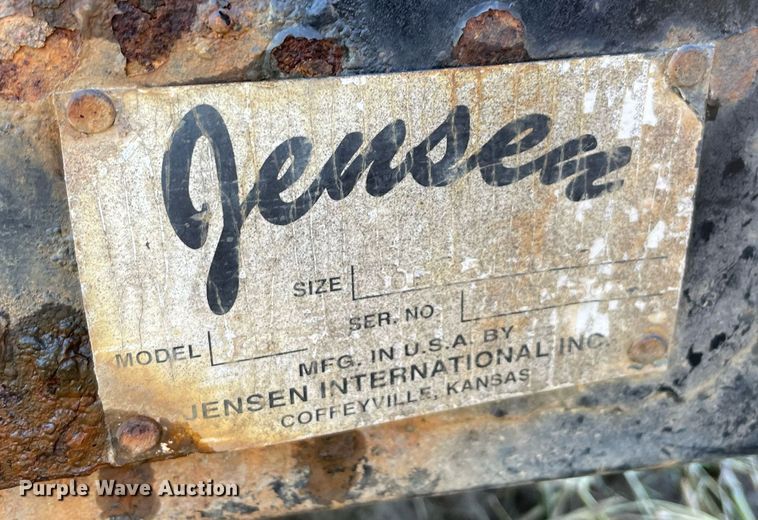 Jensen
SIZE
SER. NO.
MODEL
MFG. IN U.S.A. BY
JENSEN INTERNATIONAL INC.
COFFEYVILLE, KANSAS
Purple Wave Auction